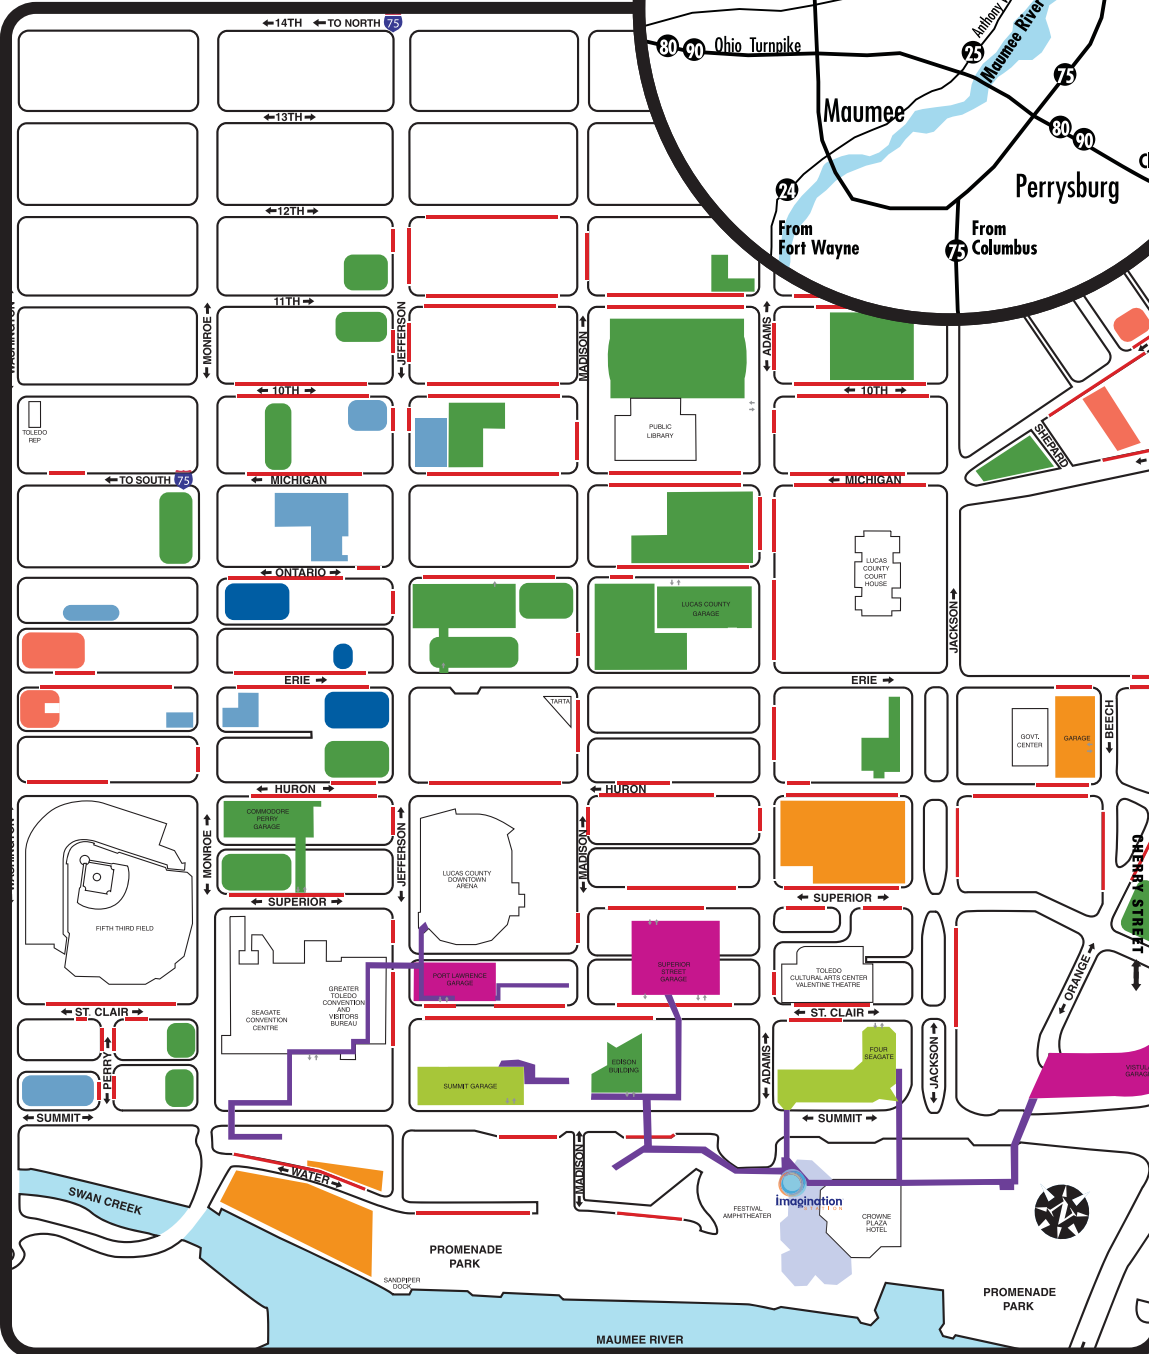 14TH
TO NORTH 75
13TH
12TH
11TH
10TH
10TH
80 90 Ohio Turnpike
25
Maumee River
75
Maumee
80 90
24
Perrysburg
From
Fort Wayne
75
From
Columbus
MONROE
JEFFERSON
MADISON
ADAMS
SHEPARD
TOLEDO
REP
PUBLIC
LIBRARY
TO SOUTH 75
MICHIGAN
MICHIGAN
LUCAS
COUNTY
COURT
HOUSE
ONTARIO
LUCAS COUNTY
GARAGE
JACKSON
ERIE
ERIE
TARTA
GOVT.
CENTER
GARAGE
BEECH
HURON
HURON
COMMODORE
PERRY
GARAGE
MONROE
JEFFERSON
MADISON
LUCAS COUNTY
DOWNTOWN
ARENA
CHERRY STREET
SUPERIOR
SUPERIOR
FIFTH THIRD FIELD
PORT LAWRENCE
GARAGE
SUPERIOR
STREET
GARAGE
TOLEDO
CULTURAL ARTS CENTER
VALENTINE THEATRE
ORANGE
GREATER
TOLEDO
CONVENTION
AND
VISITORS
BUREAU
SEAGATE
CONVENTION
CENTRE
ST. CLAIR
ST. CLAIR
PERRY
SUMMIT GARAGE
EDISON
BUILDING
ADAMS
FOUR
SEAGATE
JACKSON
SUMMIT
SUMMIT
MADISON
WATER
SWAN CREEK
imagination
STATION
FESTIVAL
AMPHITHEATER
CROWNE
PLAZA
HOTEL
PROMENADE
PARK
SANDPIPER
DOCK
PROMENADE
PARK
MAUMEE RIVER